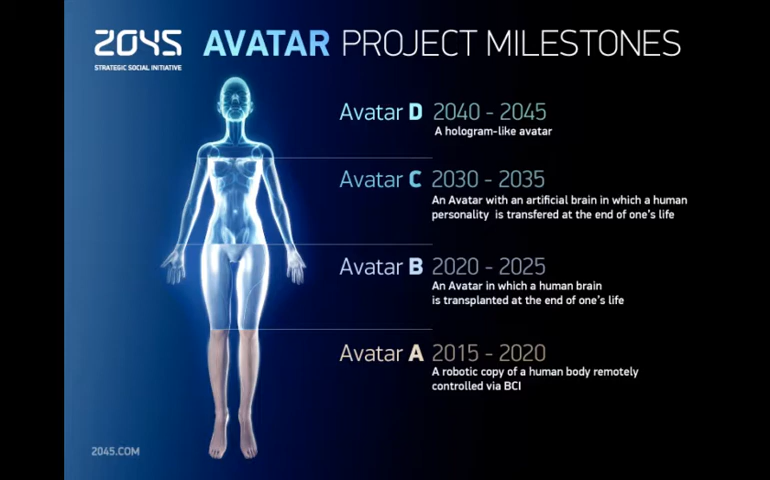 2045
STRATEGIC SOCIAL INITIATIVE
AVATAR PROJECT MILESTONES
Avatar D 2040 - 2045
A hologram-like avatar
Avatar C 2030 - 2035
An Avatar with an artificial brain in which a human
personality is transfered at the end of one's life
Avatar B 2020 - 2025
An Avatar in which a human brain
is transplanted at the end of one's life
Avatar A 2015 - 2020
A robotic copy of a human body remotely
controlled via BCI
2045.COM